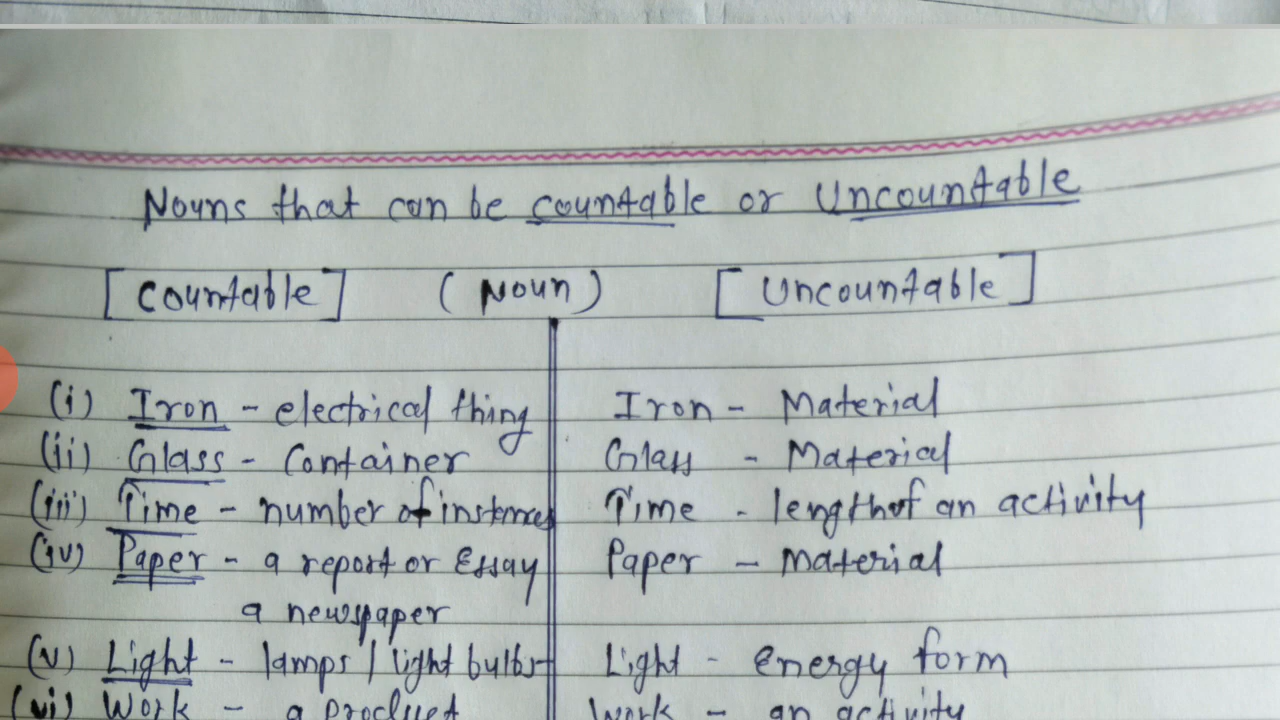 Nouns that can be countable or Uncountable
[Countable] (Noun) [Uncountable]
(i) Iron - electrical thing Iron - Material
(ii) Glass - Container Glass - Material
(iii) Time - number of instances Time - length of an activity
(iv) Paper - a report or Essay Paper - Material
a newspaper
(v) Light - lamps / light bulbs Light - Energy form
(vi) Work - a product Work - an activity